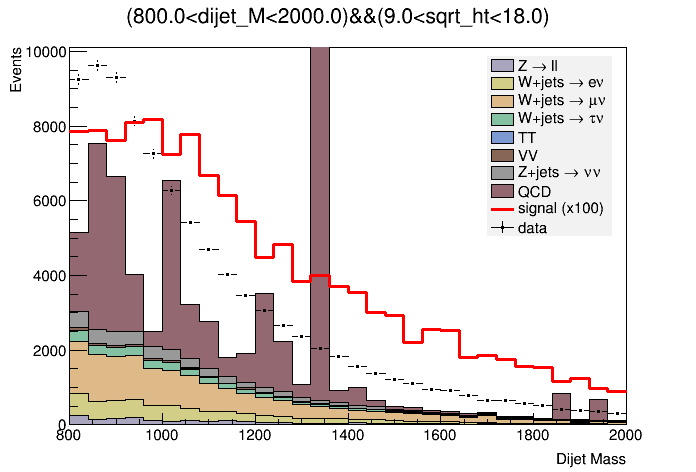 (800.0<dijet_M<2000.0)&&(9.0<sqrt_ht<18.0)
Events
10000
8000
6000
4000
2000
0
Z → ll
W+jets → eν
W+jets → μν
W+jets → τν
TT
VV
Z+jets → νν
QCD
signal (x100)
data
800 1000 1200 1400 1600 1800 2000
Dijet Mass